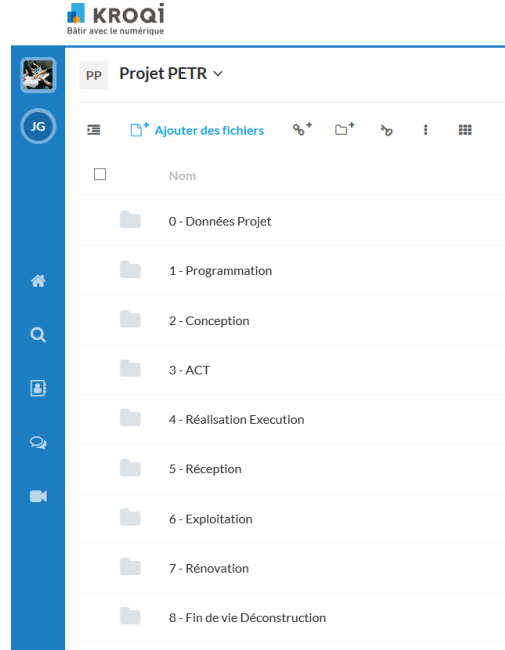 KROQi
Bâtir avec le numérique
PP Projet PETR
JG
Ajouter des fichiers
Nom
0 - Données Projet
1 - Programmation
2 - Conception
3 - ACT
4 - Réalisation Execution
5 - Réception
6 - Exploitation
7 - Rénovation
8 - Fin de vie Déconstruction